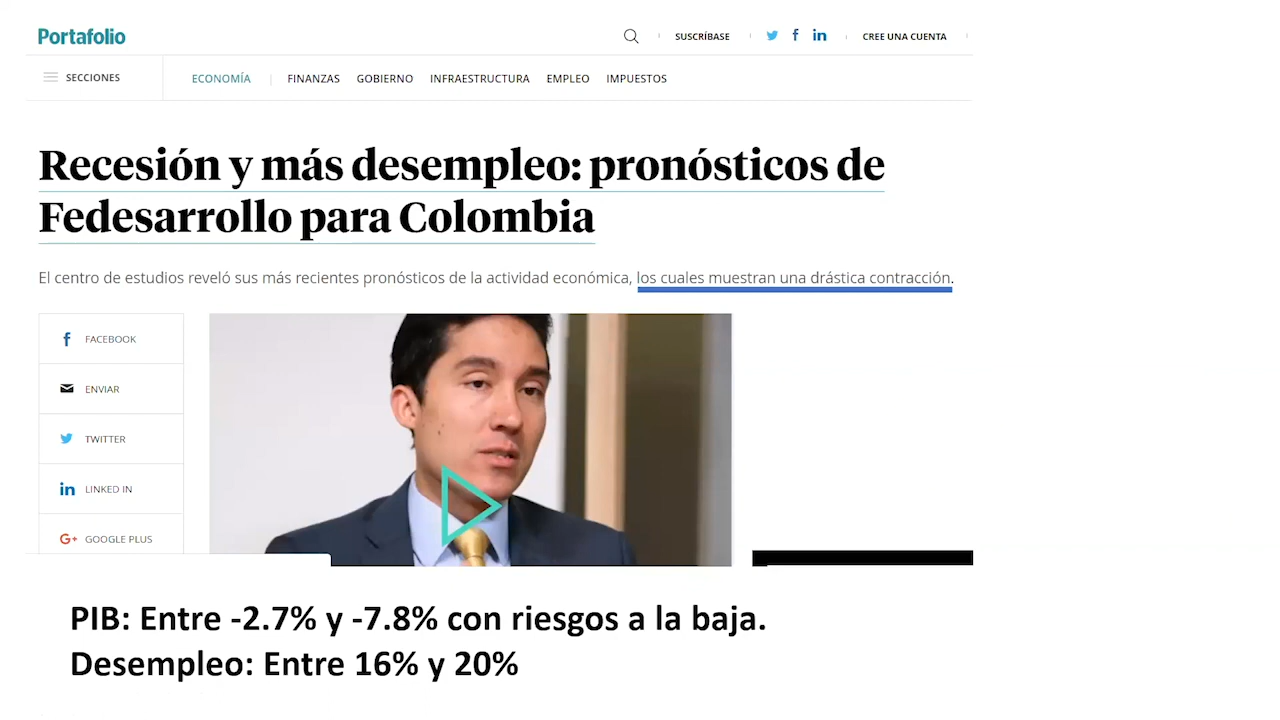 Portafolio
SUSCRÍBASE
CREE UNA CUENTA
SECCIONES
ECONOMÍA
FINANZAS
GOBIERNO
INFRAESTRUCTURA
EMPLEO
IMPUESTOS
Recesión y más desempleo: pronósticos de
Fedesarrollo para Colombia
El centro de estudios reveló sus más recientes pronósticos de la actividad económica, los cuales muestran una drástica contracción.
FACEBOOK
ENVIAR
TWITTER
LINKED IN
GOOGLE PLUS
PIB: Entre -2.7% y -7.8% con riesgos a la baja.
Desempleo: Entre 16% y 20%